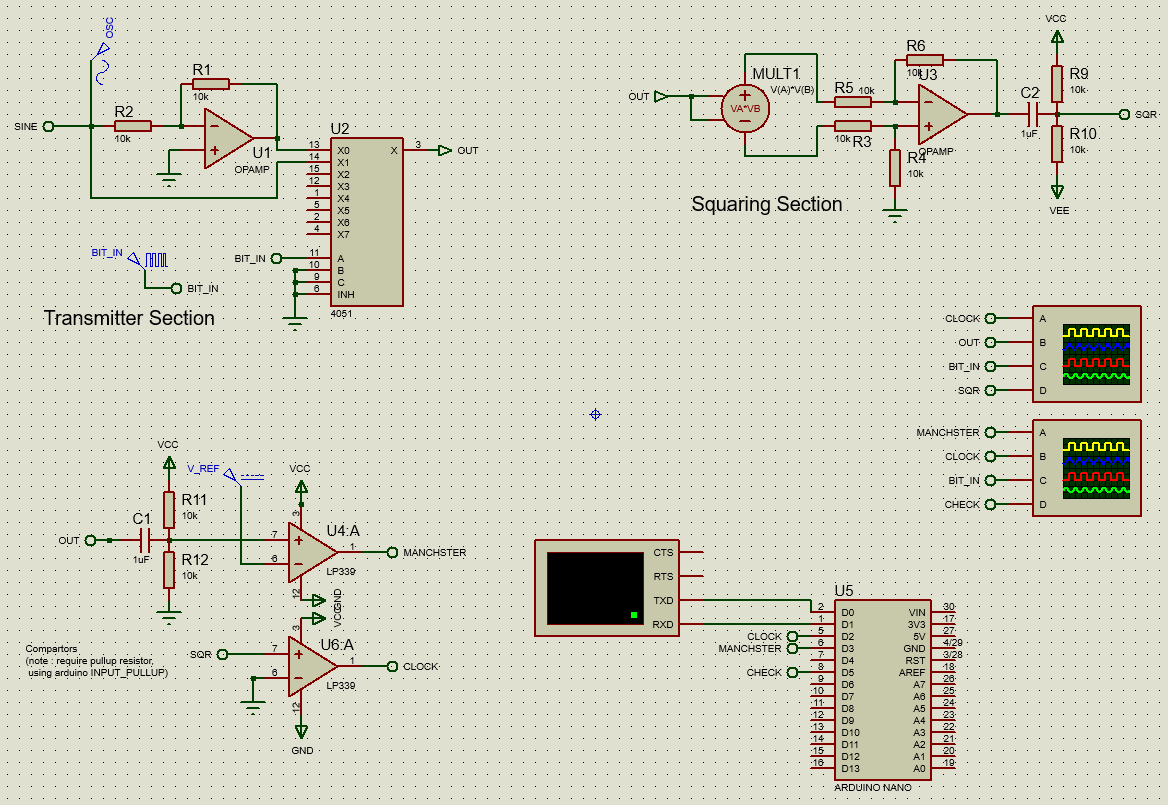 OSC
R1
10k
R2
10k
SINE
U1
OPAMP
U2
13 X0
14 X1
15 X2
12 X3
1 X4
5 X5
2 X6
4 X7
X 3 OUT
BIT_IN 11 A
10 B
9 C
6 INH
4051
BIT_IN
BIT_IN
Transmitter Section
OUT
MULT1
V(A)*V(B)
VA*VB
R5 10k
10k R3
R6
10k
U3
OPAMP
R4
10k
C2
1uF
VCC
R9
10k
SQR
R10
10k
VEE
Squaring Section
CLOCK A
OUT B
BIT_IN C
SQR D
MANCHSTER A
CLOCK B
BIT_IN C
CHECK D
VCC
R11
10k
V_REF
VCC
C1
1uF
OUT
R12
10k
3
7
6
12
1
U4:A
LP339
MANCHSTER
GND
VCC
SQR
3
7
6
12
1
U6:A
LP339
CLOCK
GND
Compartors
(note : require pullup resistor,
using arduino INPUT_PULLUP)
CTS
RTS
TXD
RXD
U5
2 D0
1 D1
CLOCK 5 D2
MANCHSTER 6 D3
7 D4
CHECK 8 D5
9 D6
10 D7
11 D8
12 D9
13 D10
14 D11
15 D12
16 D13
VIN 30
3V3 17
5V 27
GND 4/29
RST 3/28
AREF 18
A7 26
A6 25
A5 24
A4 23
A3 22
A2 21
A1 20
A0 19
ARDUINO NANO